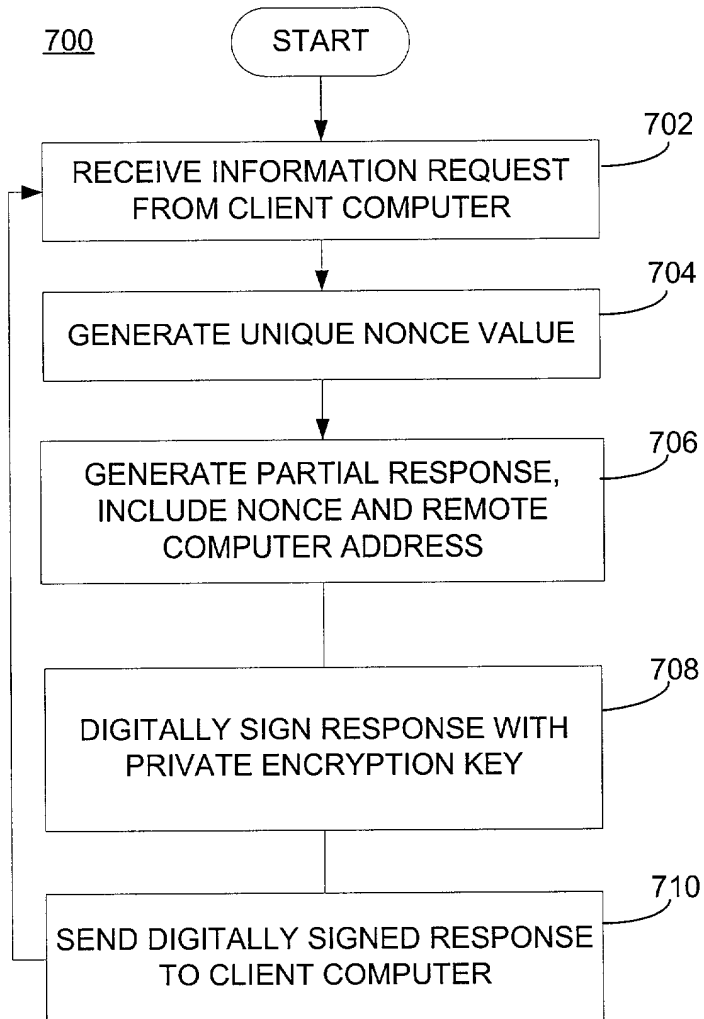 700
START
702
RECEIVE INFORMATION REQUEST
FROM CLIENT COMPUTER
704
GENERATE UNIQUE NONCE VALUE
706
GENERATE PARTIAL RESPONSE,
INCLUDE NONCE AND REMOTE
COMPUTER ADDRESS
708
DIGITALLY SIGN RESPONSE WITH
PRIVATE ENCRYPTION KEY
710
SEND DIGITALLY SIGNED RESPONSE
TO CLIENT COMPUTER